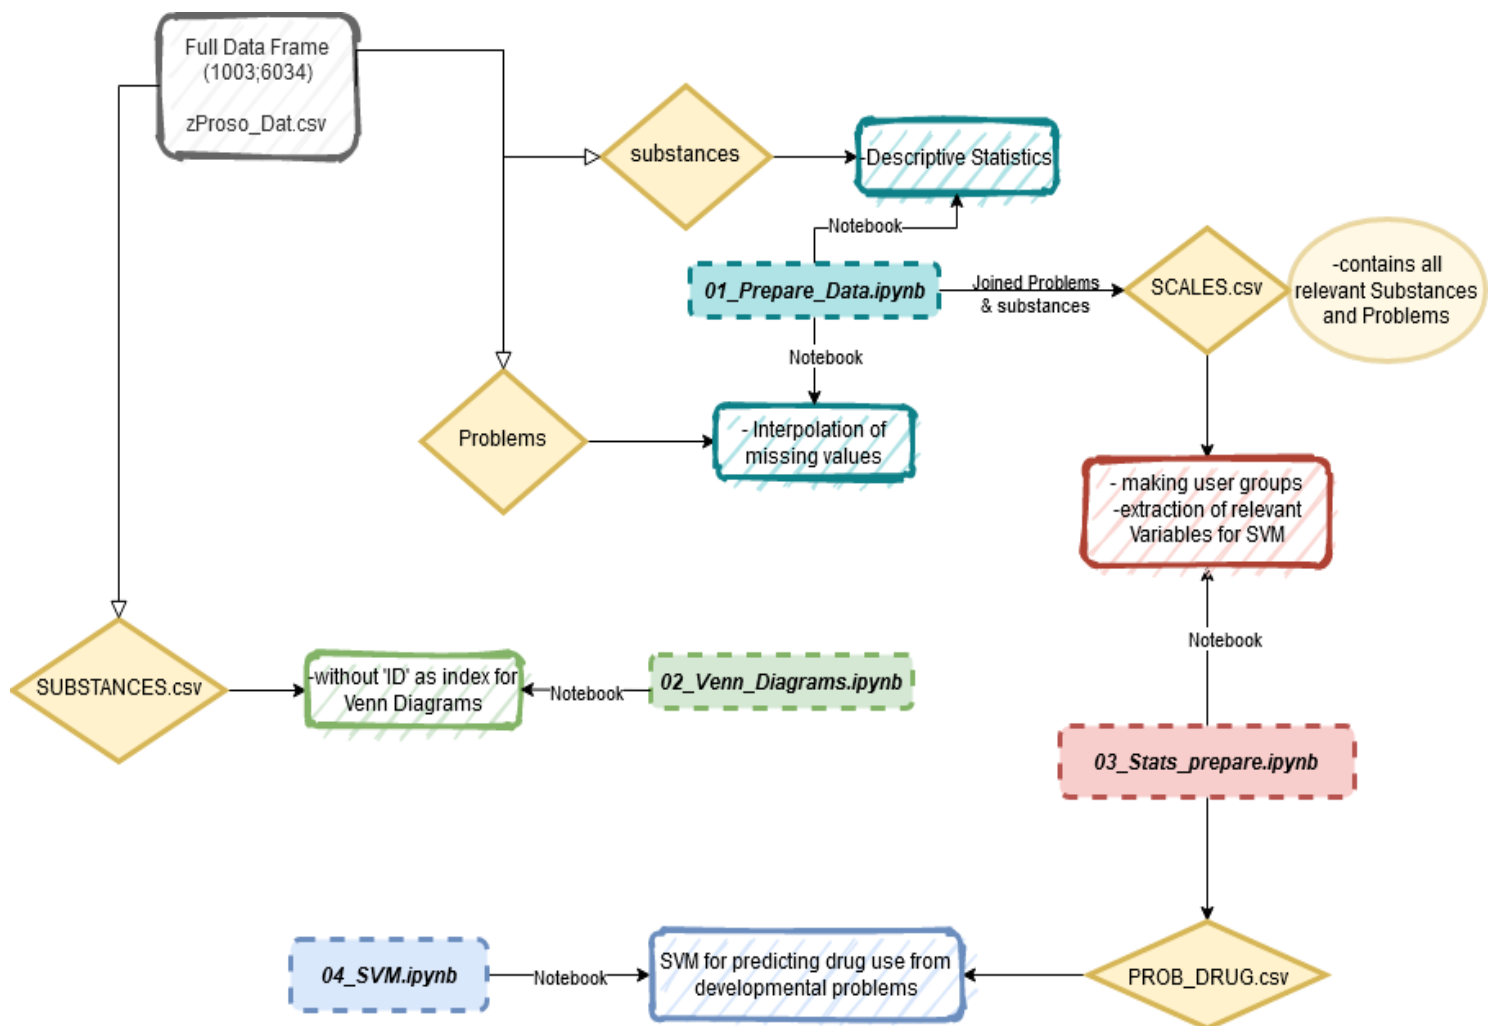 Full Data Frame
(1003;6034)
zProso_Dat.csv
substances
-Descriptive Statistics
Notebook
01_Prepare_Data.ipynb
Joined Problems
& substances
SCALES.csv
-contains all
relevant Substances
and Problems
Notebook
Problems
- Interpolation of
missing values
- making user groups
-extraction of relevant
Variables for SVM
Notebook
SUBSTANCES.csv
-without 'ID' as index for
Venn Diagrams
Notebook
02_Venn_Diagrams.ipynb
03_Stats_prepare.ipynb
04_SVM.ipynb
Notebook
SVM for predicting drug use from
developmental problems
PROB_DRUG.csv